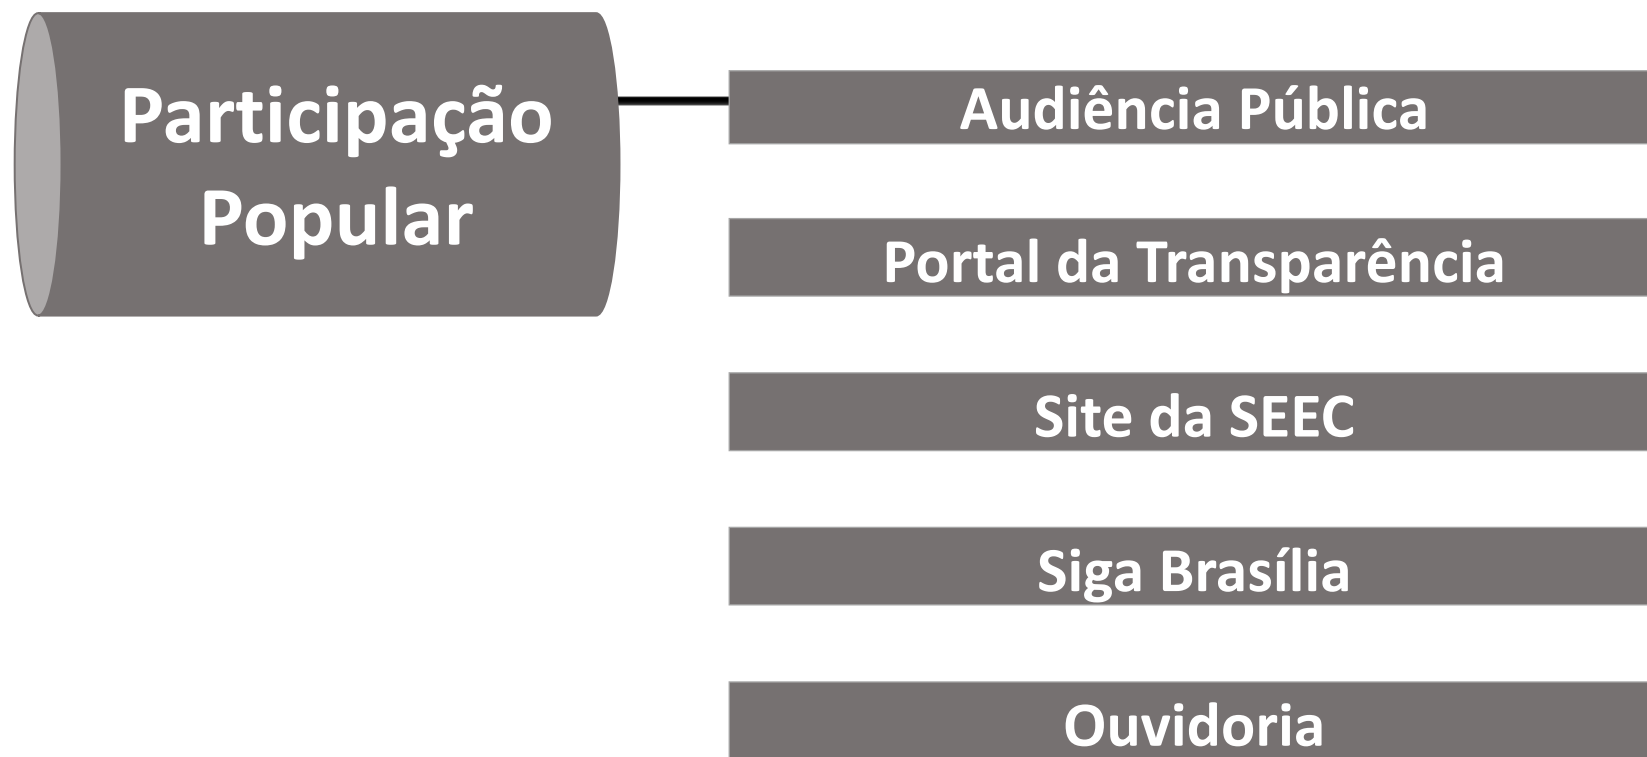 Participação
Popular
Audiência Pública
Portal da Transparência
Site da SEEC
Siga Brasília
Ouvidoria